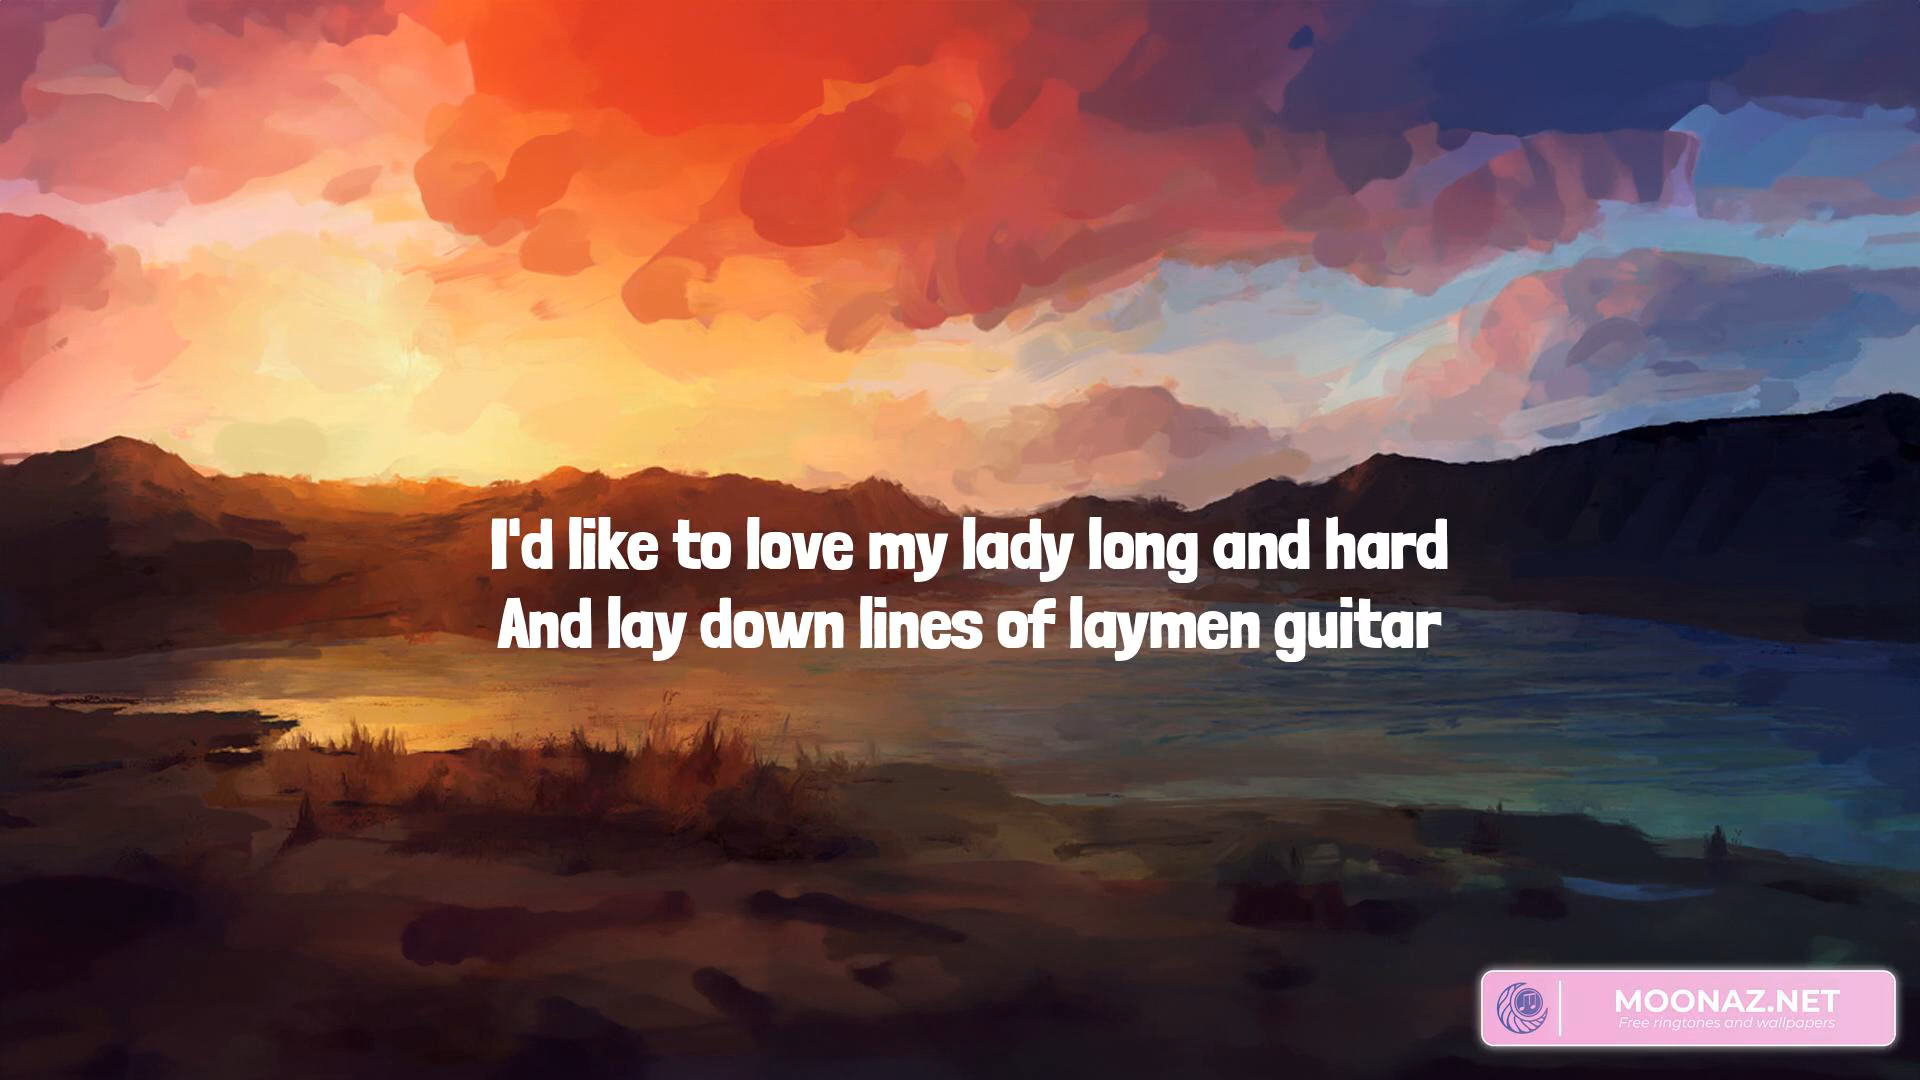 I'd like to love my lady long and hard
And lay down lines of laymen guitar
MOONAZ.NET
Free ringtones and wallpapers